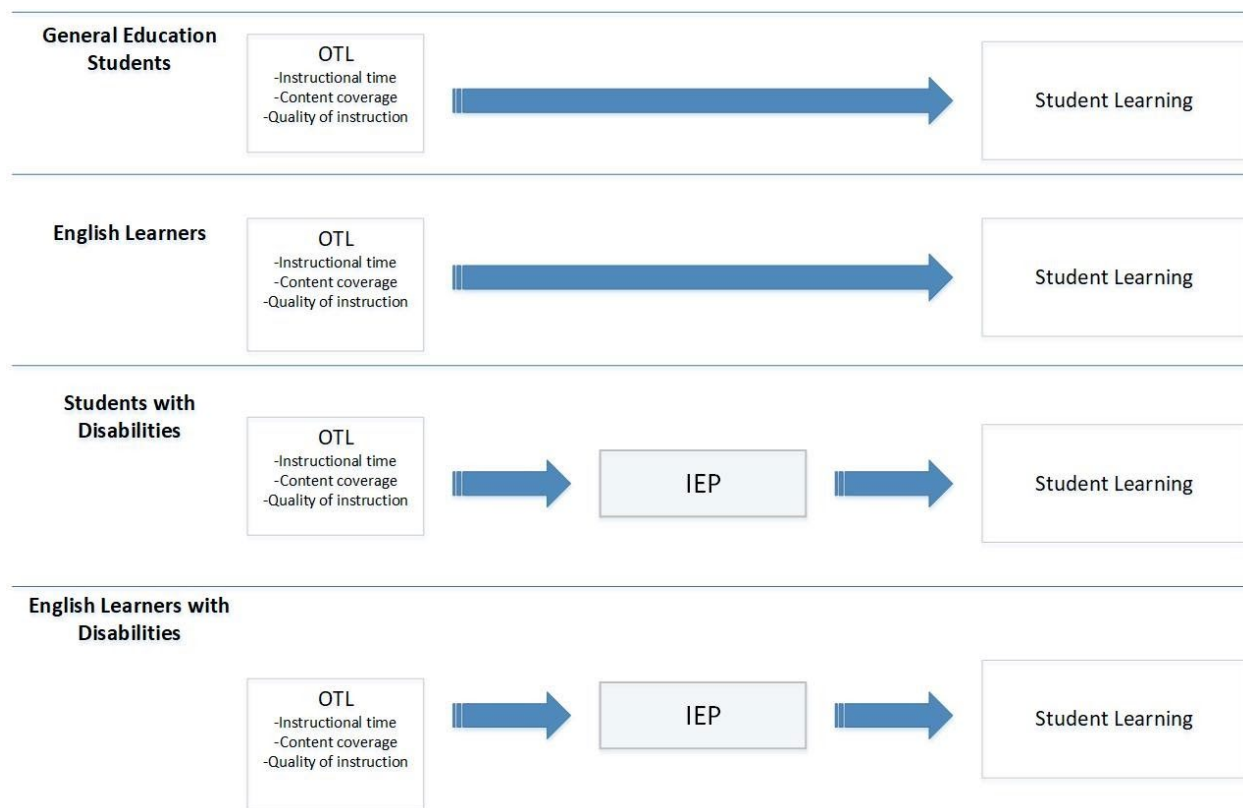 General Education
Students
OTL
-Instructional time
-Content coverage
-Quality of instruction
Student Learning
English Learners
OTL
-Instructional time
-Content coverage
-Quality of instruction
Student Learning
Students with
Disabilities
OTL
-Instructional time
-Content coverage
-Quality of instruction
IEP
Student Learning
English Learners with
Disabilities
OTL
-Instructional time
-Content coverage
-Quality of instruction
IEP
Student Learning